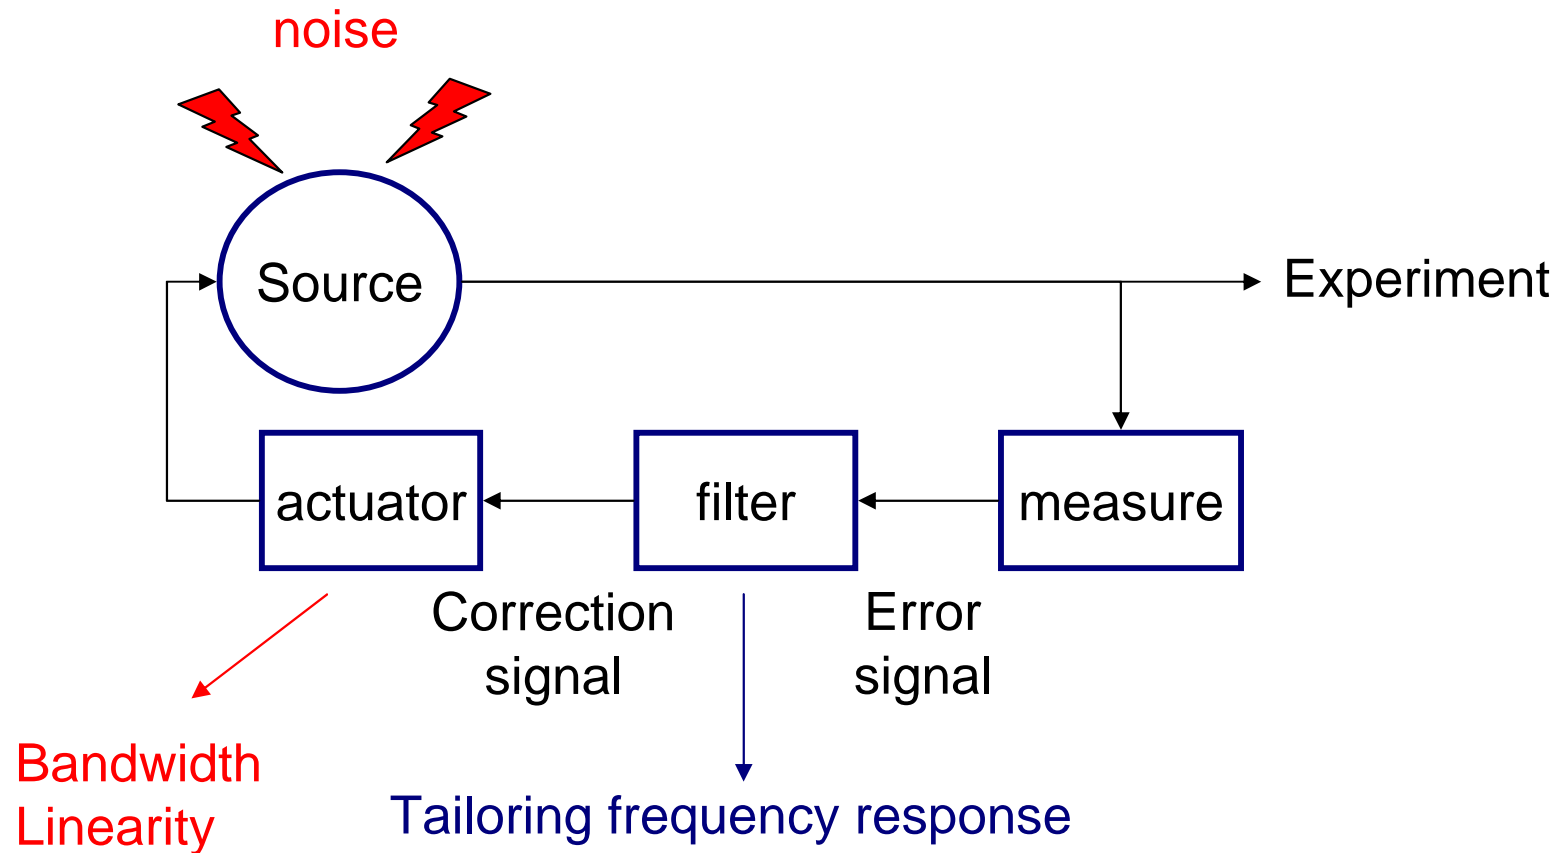 noise
Source
Experiment
actuator
filter
measure
Correction
signal
Error
signal
Bandwidth
Linearity
Tailoring frequency response